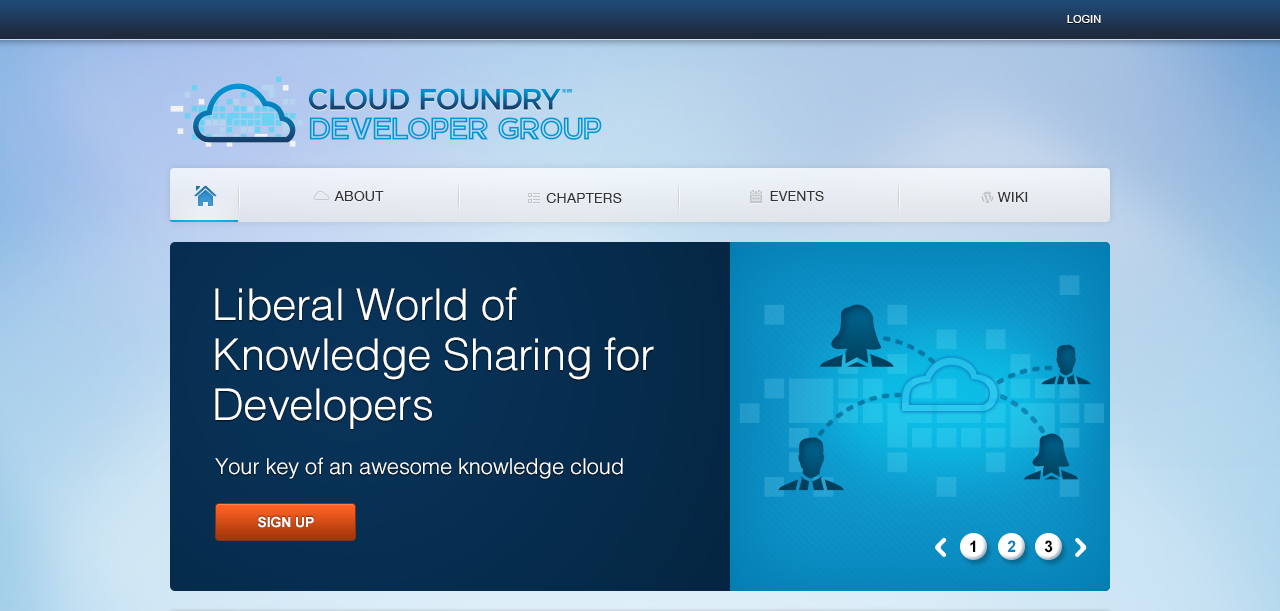 LOGIN
CLOUD FOUNDRY™
DEVELOPER GROUP
ABOUT
CHAPTERS
EVENTS
WIKI
Liberal World of
Knowledge Sharing for
Developers
Your key of an awesome knowledge cloud
SIGN UP
1 2 3